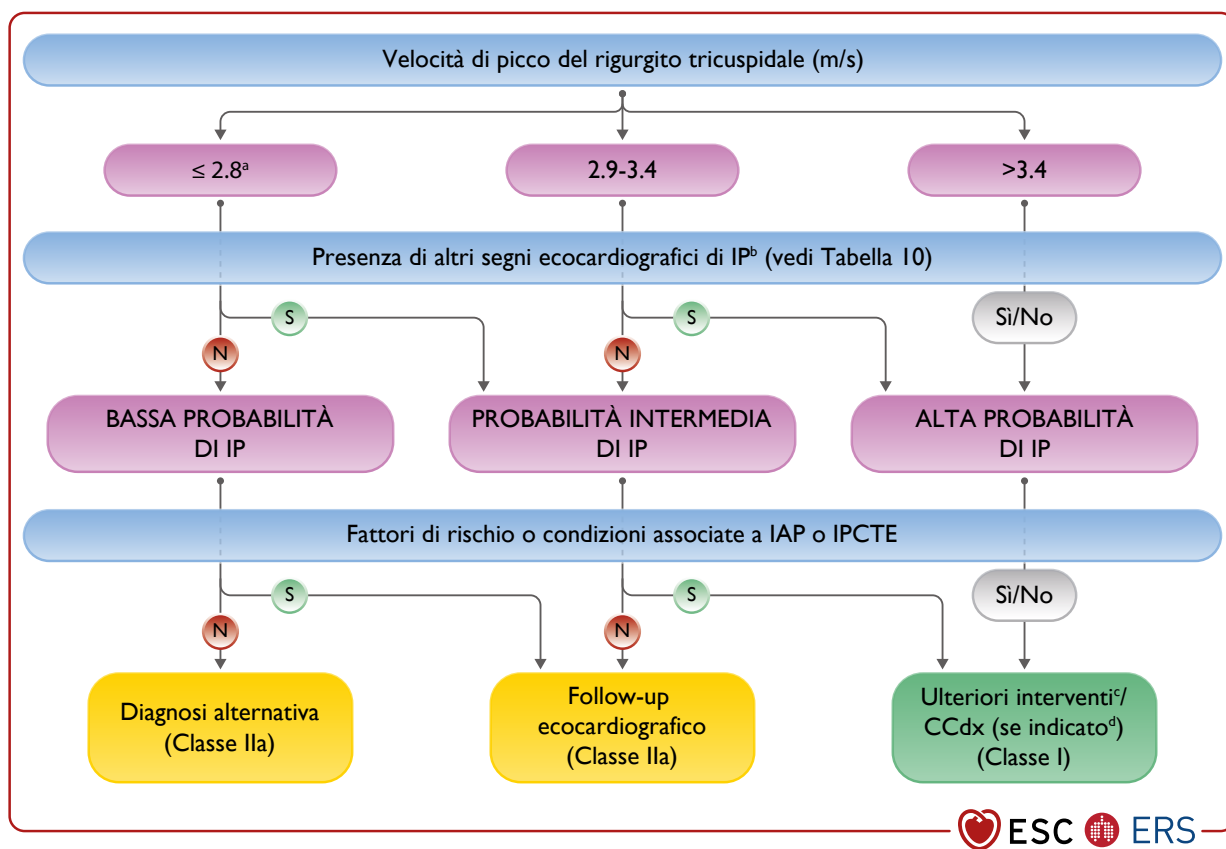 Velocità di picco del rigurgito tricuspidale (m/s)
≤ 2.8ª
2.9-3.4
>3.4
Presenza di altri segni ecocardiografici di IPᵇ (vedi Tabella 10)
S
S
Sì/No
N
N
BASSA PROBABILITÀ
DI IP
PROBABILITÀ INTERMEDIA
DI IP
ALTA PROBABILITÀ
DI IP
Fattori di rischio o condizioni associate a IAP o IPCTE
S
S
Sì/No
N
N
Diagnosi alternativa
(Classe IIa)
Follow-up
ecocardiografico
(Classe IIa)
Ulteriori interventiᶜ/
CCdx (se indicatoᵈ)
(Classe I)
ESC ERS